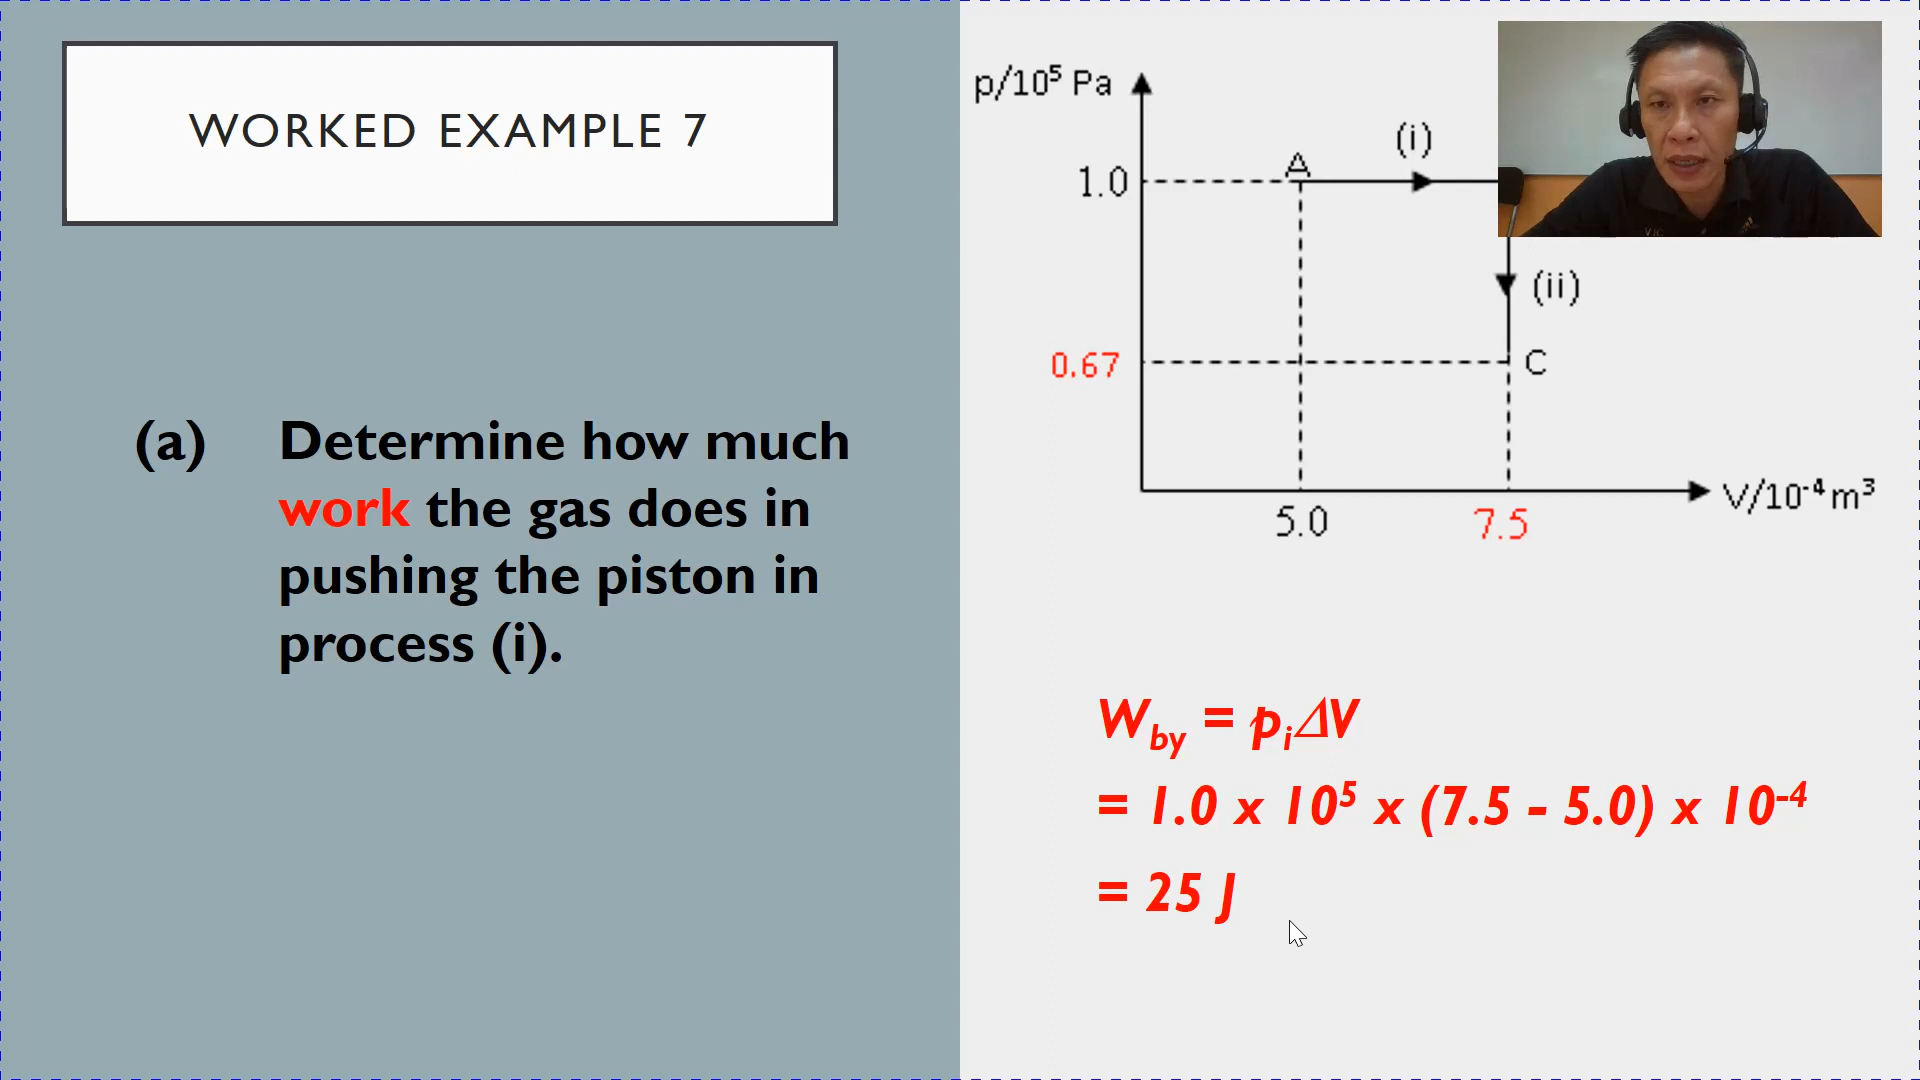 WORKED EXAMPLE 7
(a) Determine how much
work the gas does in
pushing the piston in
process (i).
p/10⁵ Pa
(i)
A
1.0
(ii)
0.67
C
V/10⁻⁴ m³
5.0
7.5
W_by = p_iΔV
= 1.0 x 10⁵ x (7.5 - 5.0) x 10⁻⁴
= 25 J